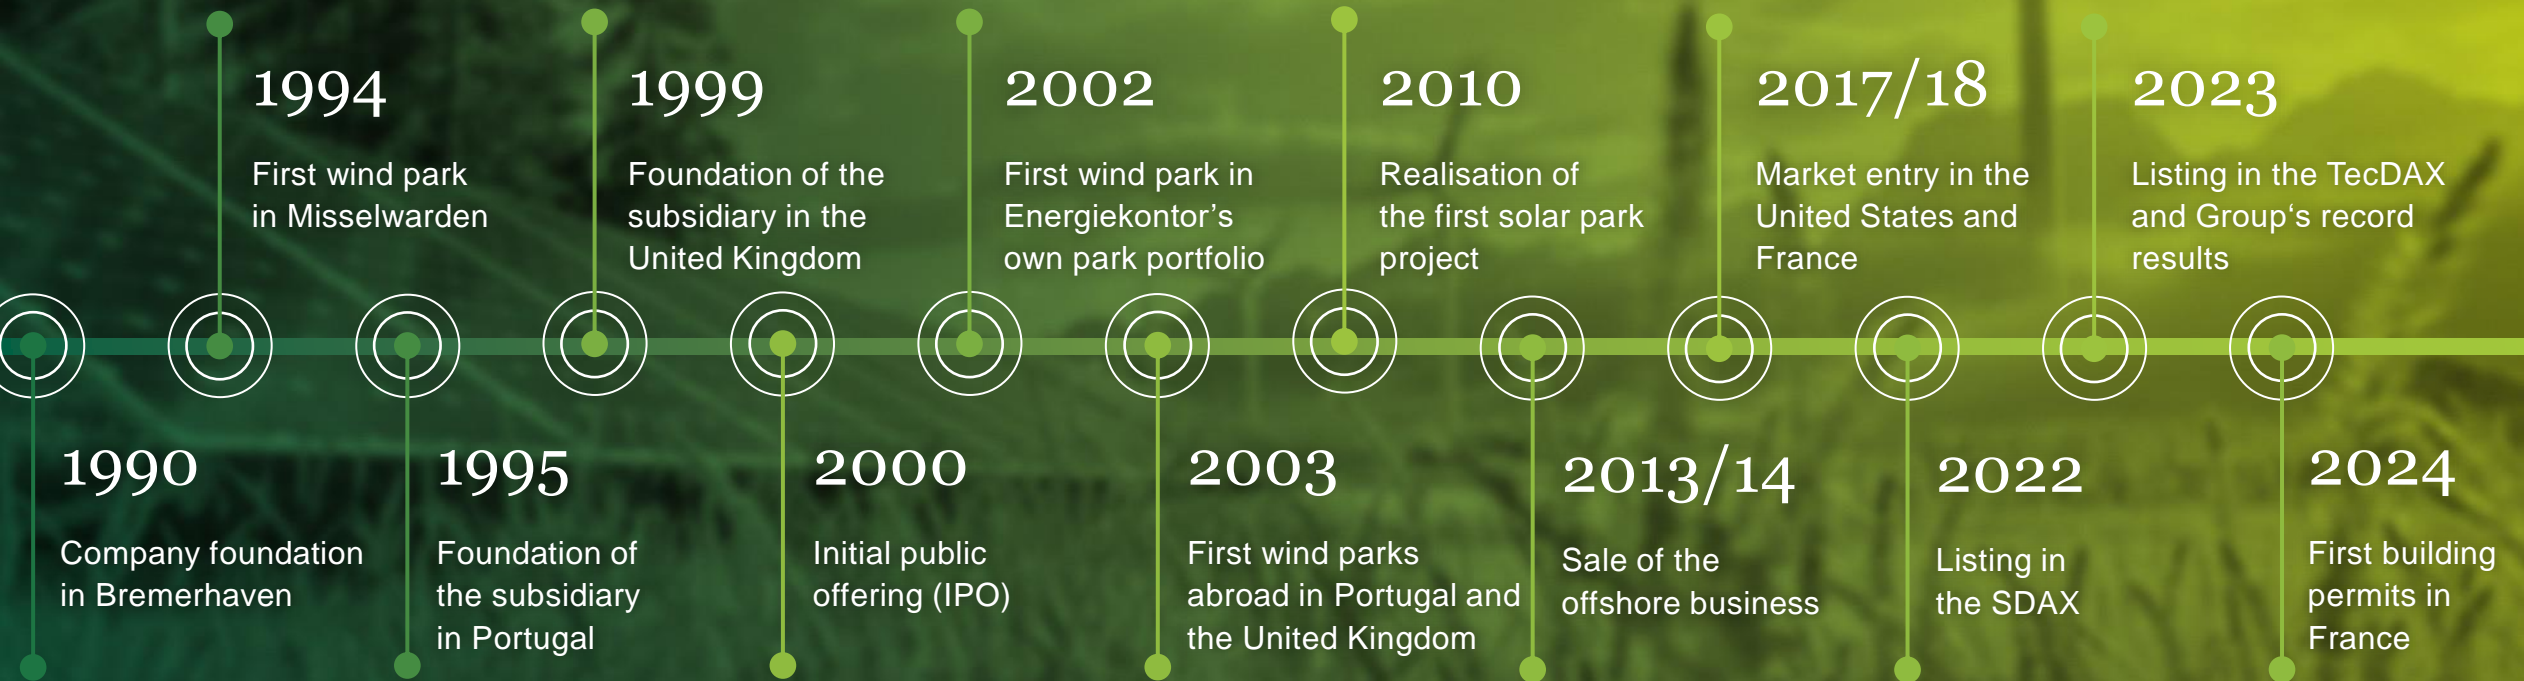 1994
First wind park
in Misselwarden
1999
Foundation of the
subsidiary in the
United Kingdom
2002
First wind park in
Energiekontor’s
own park portfolio
2010
Realisation of
the first solar park
project
2017/18
Market entry in the
United States and
France
2023
Listing in the TecDAX
and Group‘s record
results
1990
Company foundation
in Bremerhaven
1995
Foundation of
the subsidiary
in Portugal
2000
Initial public
offering (IPO)
2003
First wind parks
abroad in Portugal and
the United Kingdom
2013/14
Sale of the
offshore business
2022
Listing in
the SDAX
2024
First building
permits in
France